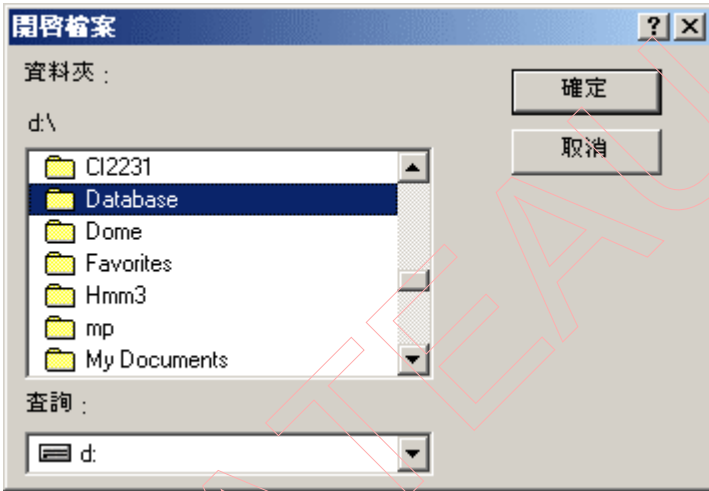 開啓檔案
資料夾：
確定
d:\
取消
CI2231
Database
Dome
Favorites
Hmm3
mp
My Documents
查詢：
d: